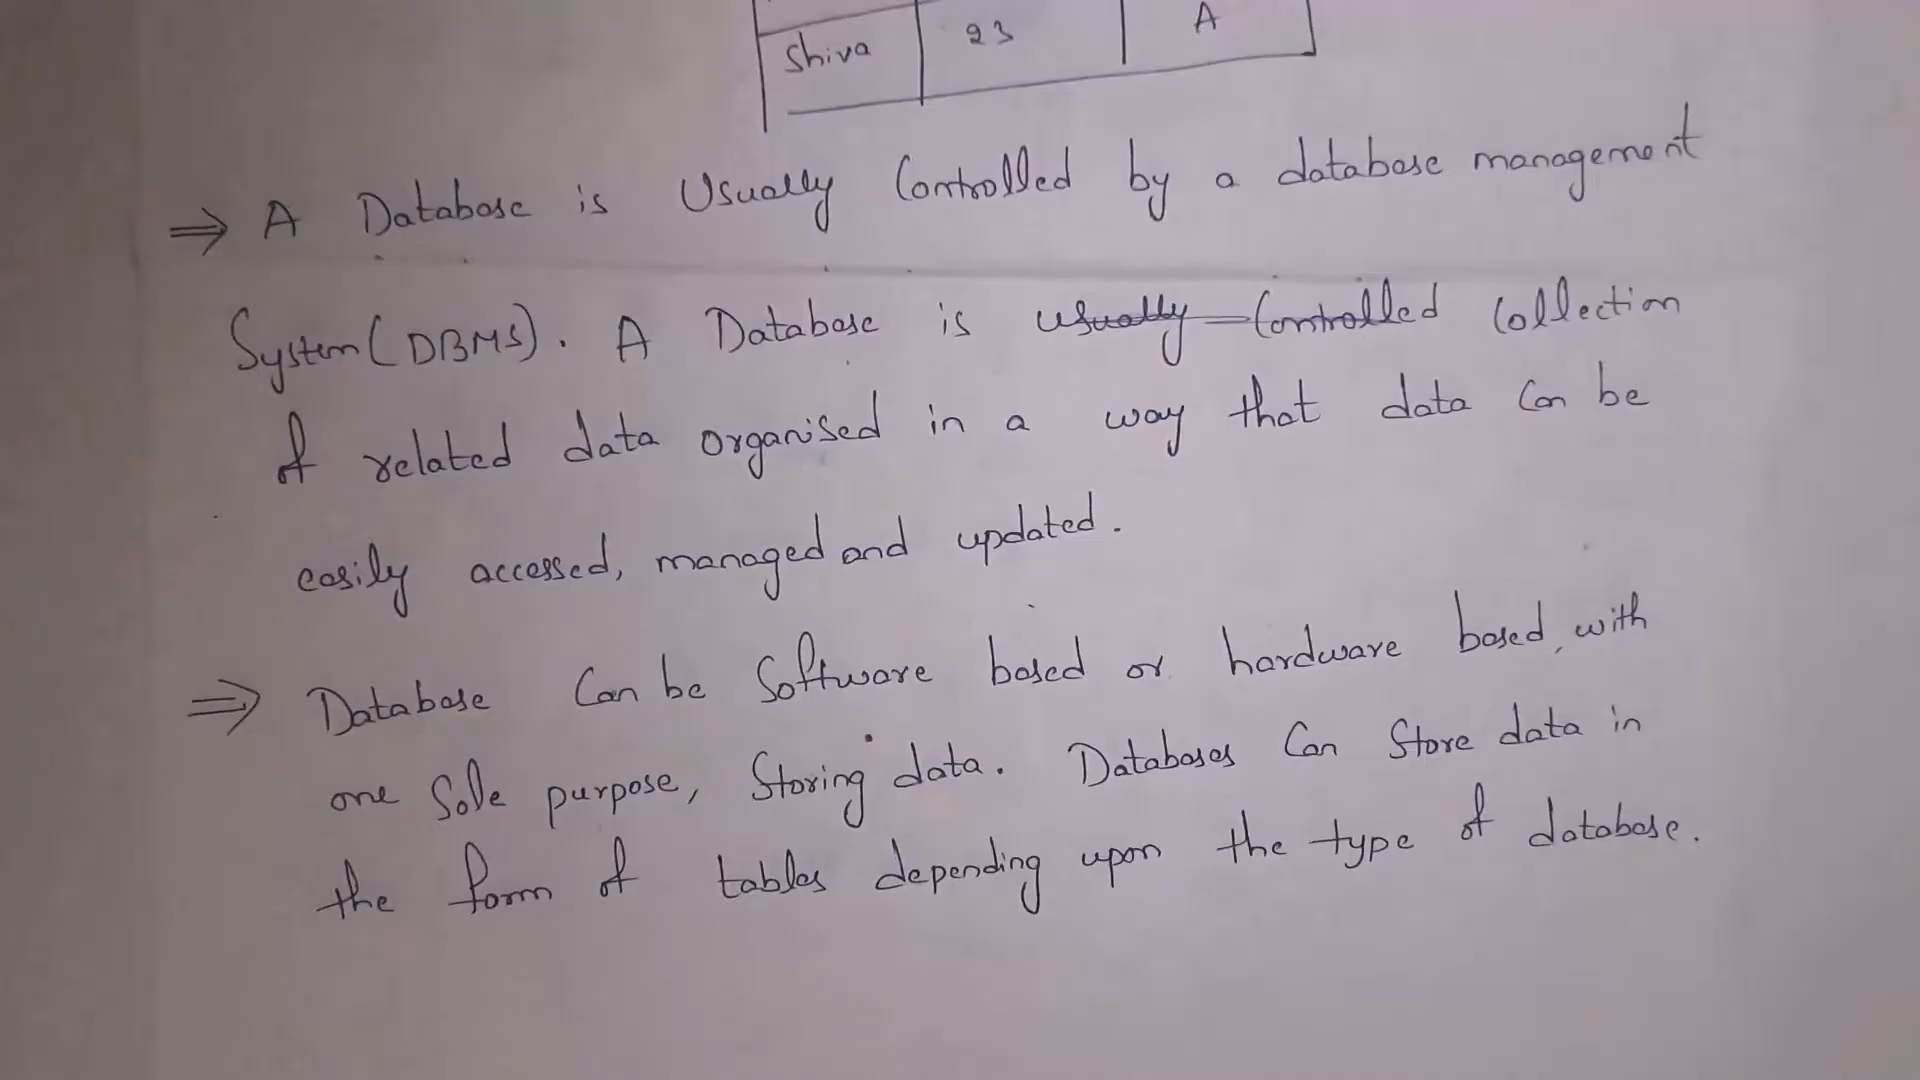 Shiva 23 A
⇒ A Database is Usually Controlled by a database management
System(DBMS). A Database is usually Controlled Collection
of related data organised in a way that data Can be
easily accessed, managed and updated.
⇒ Database Can be Software based or hardware based, with
one Sole purpose, Storing data. Databases Can Store data in
the form of tables depending upon the type of database.